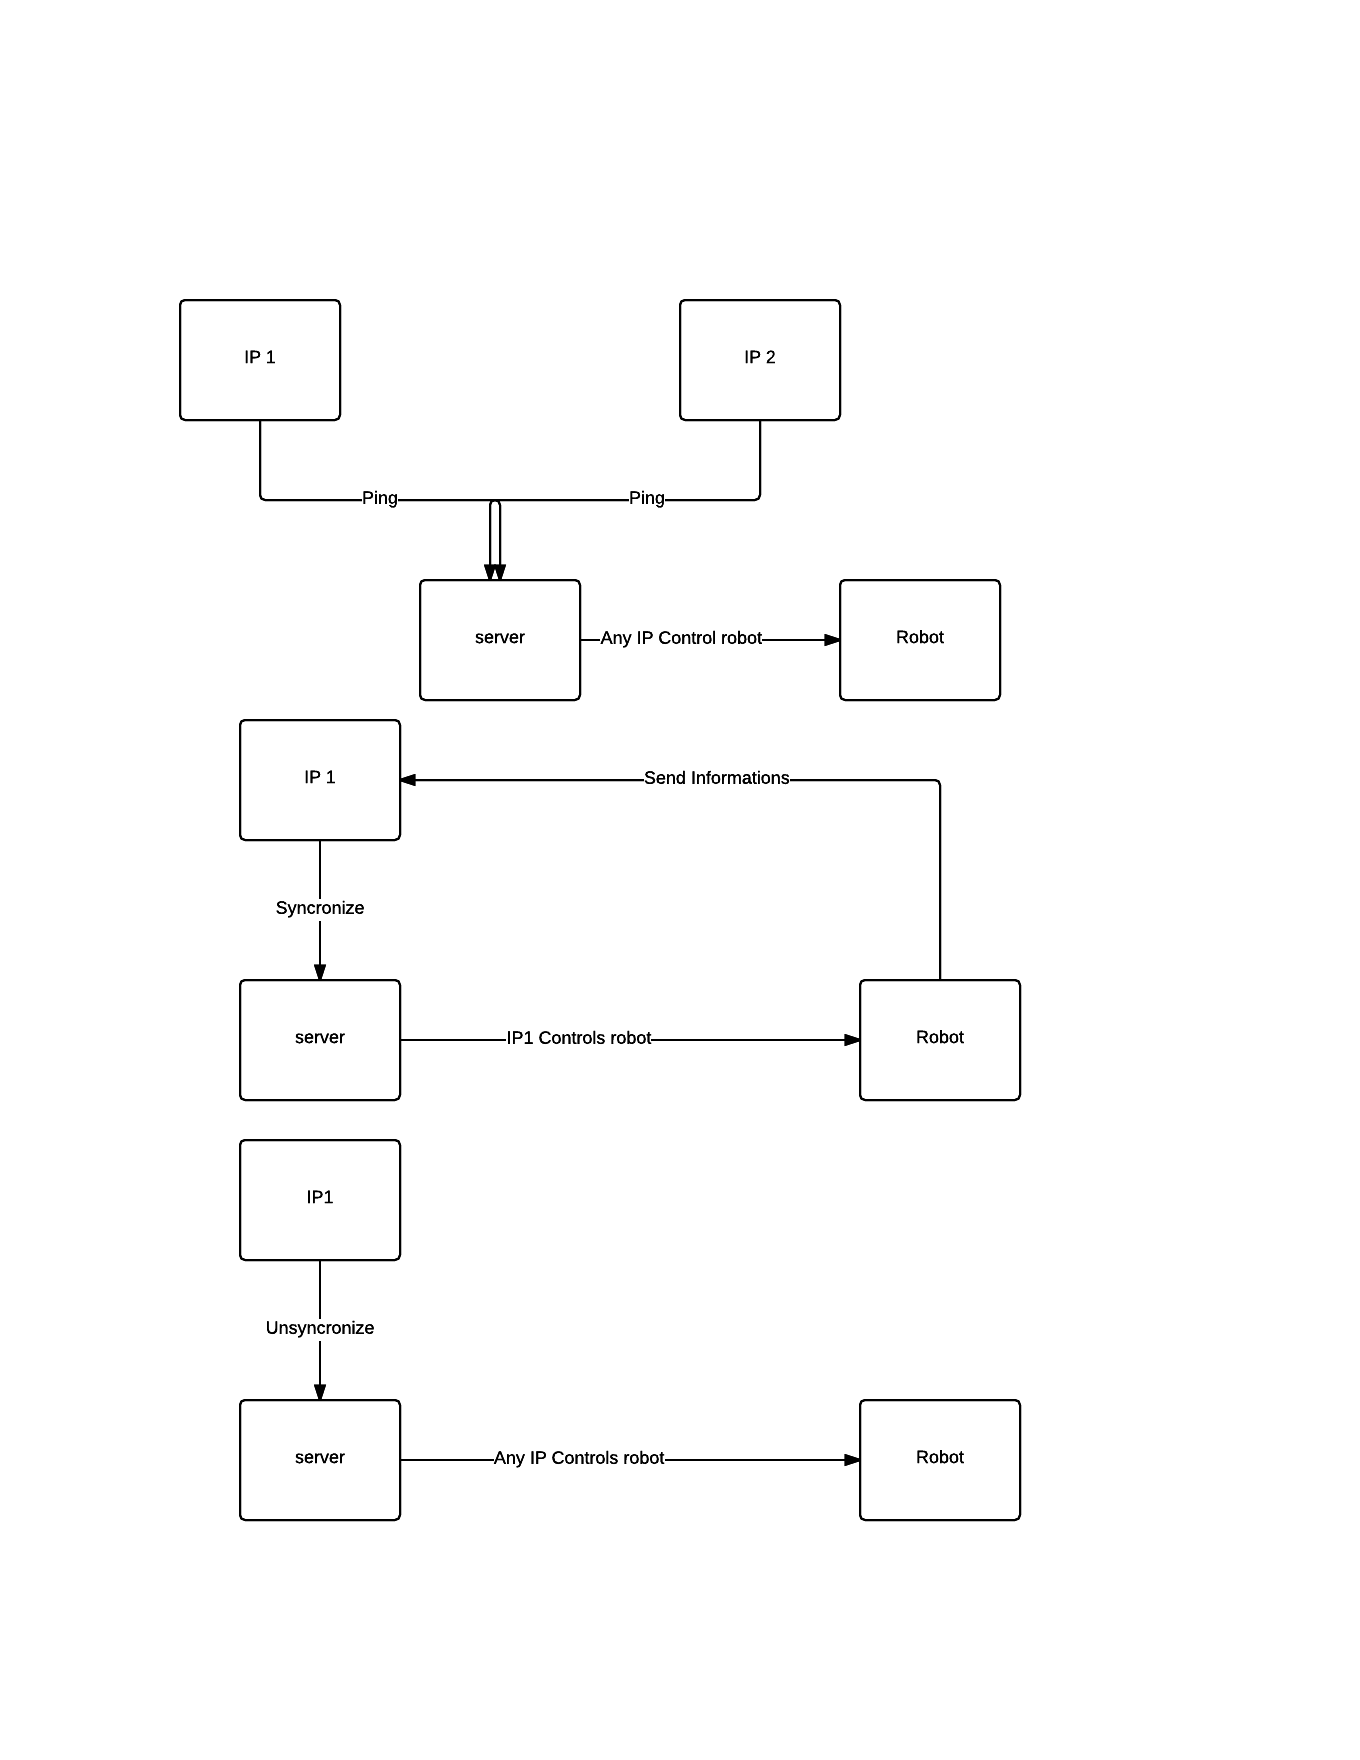 IP 1
IP 2
Ping
Ping
server
Any IP Control robot
Robot
IP 1
Send Informations
Syncronize
server
IP1 Controls robot
Robot
IP1
Unsyncronize
server
Any IP Controls robot
Robot